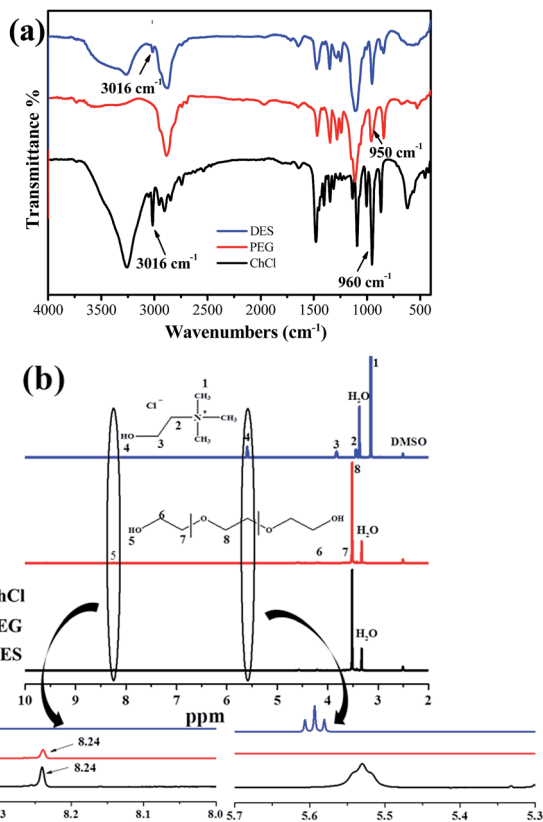 (a)
Transmittance %
3016 cm-1
950 cm-1
DES
PEG
ChCl
3016 cm-1
960 cm-1
4000 3500 3000 2500 2000 1500 1000 500
Wavenumbers (cm-1)
(b)
1
1
Cl−
CH3
H2O
2
N+
CH3
HO
CH3
4
3
4
3
2
DMSO
8
6
O
O
OH
HO
O
5
7
8
H2O
5
6
7
hCl
EG
H2O
ES
10 9 8 7 6 5 4 3 2
ppm
8.24
8.24
3 8.2 8.1 8.0
5.7 5.6 5.5 5.4 5.3